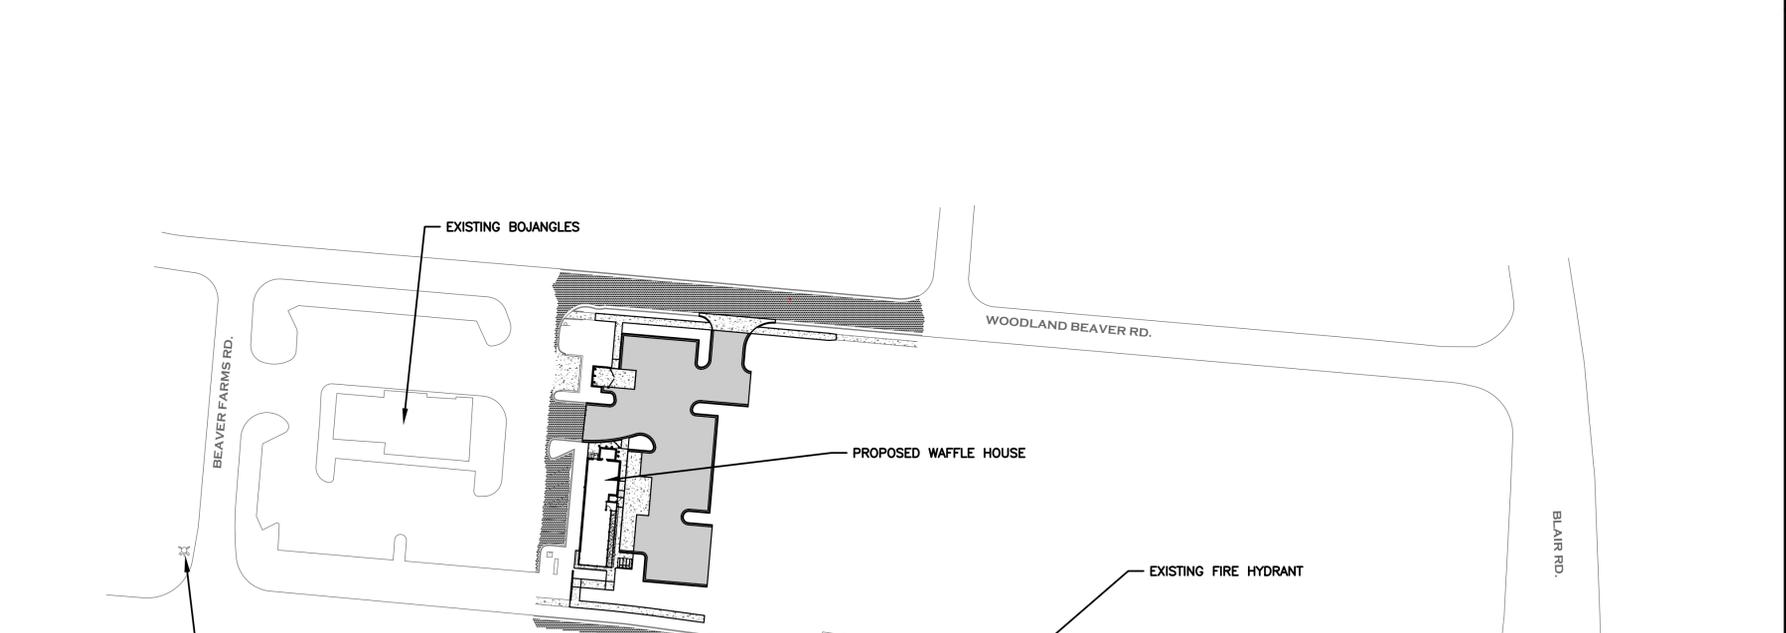 EXISTING BOJANGLES
WOODLAND BEAVER RD.
BEAVER FARMS RD.
PROPOSED WAFFLE HOUSE
BLAIR RD.
EXISTING FIRE HYDRANT